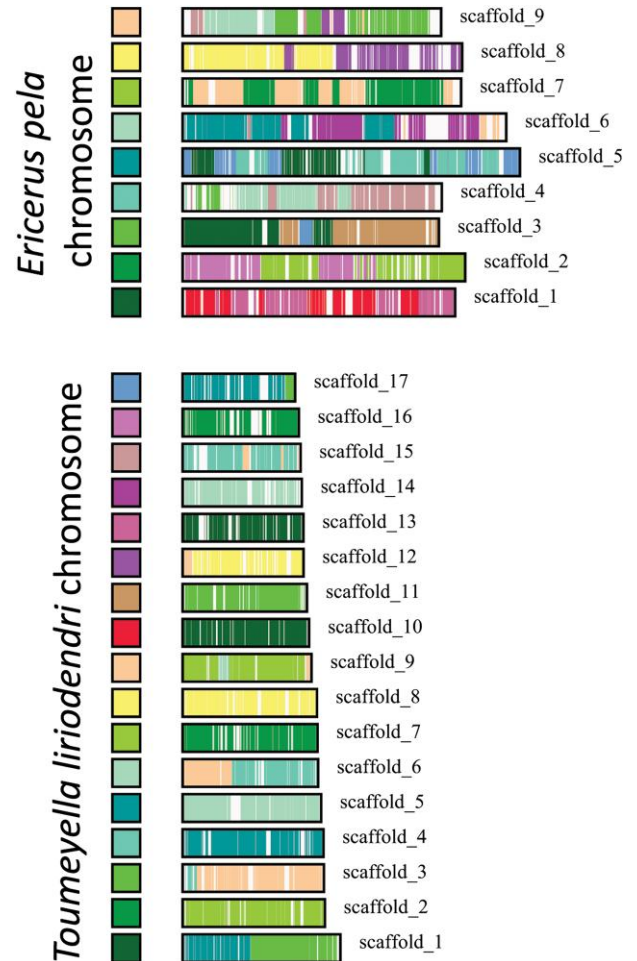 Ericerus pela
chromosome
scaffold_9
scaffold_8
scaffold_7
scaffold_6
scaffold_5
scaffold_4
scaffold_3
scaffold_2
scaffold_1
Toumeyella liriodendri chromosome
scaffold_17
scaffold_16
scaffold_15
scaffold_14
scaffold_13
scaffold_12
scaffold_11
scaffold_10
scaffold_9
scaffold_8
scaffold_7
scaffold_6
scaffold_5
scaffold_4
scaffold_3
scaffold_2
scaffold_1